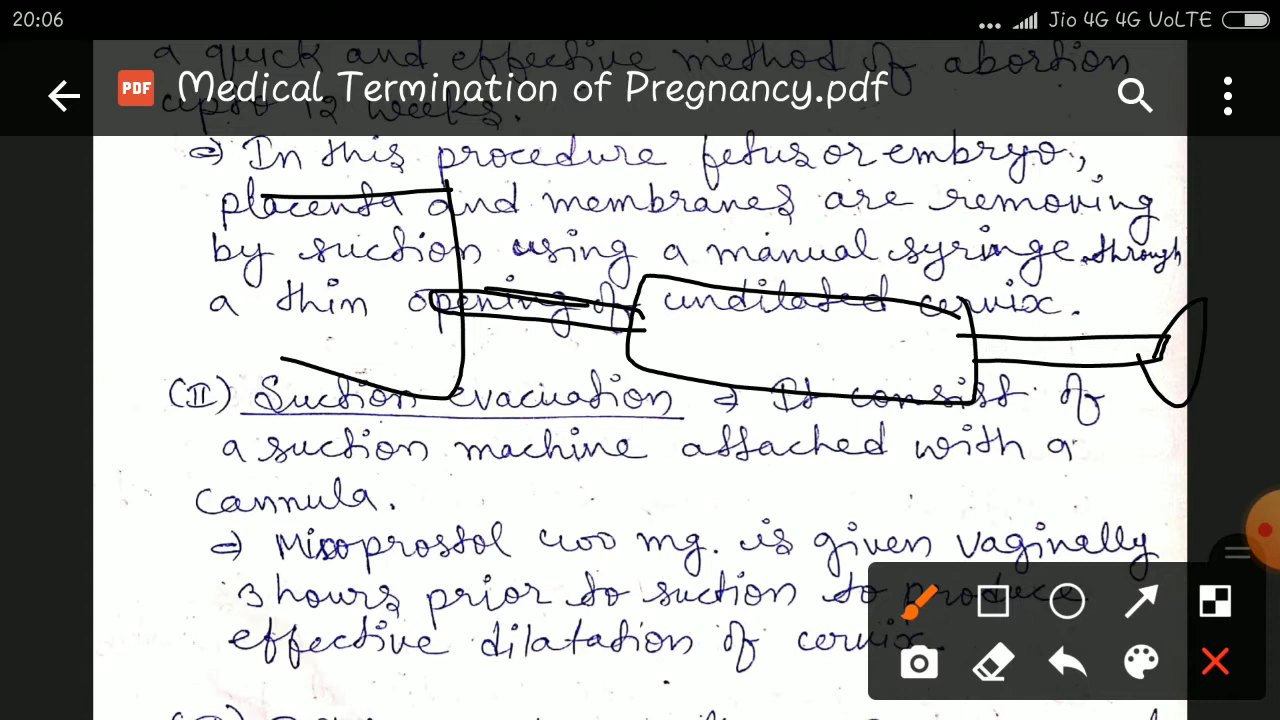 20:06
... Jio 4G 4G VoLTE
a quick and effective method of abortion
PDF Medical Termination of Pregnancy.pdf
upto 12 weeks.
⇒ In this procedure fetus or embryo,
placenta and membranes are removing
by suction using a manual syringe through
a thin opening of undilated cervix.
(II) Suction evacuation → It consist of
a suction machine attached with a
cannula.
⇒ Misoprostol 400 mg. is given vaginally
3 hours prior to suction to produce
effective dilatation of cervix.